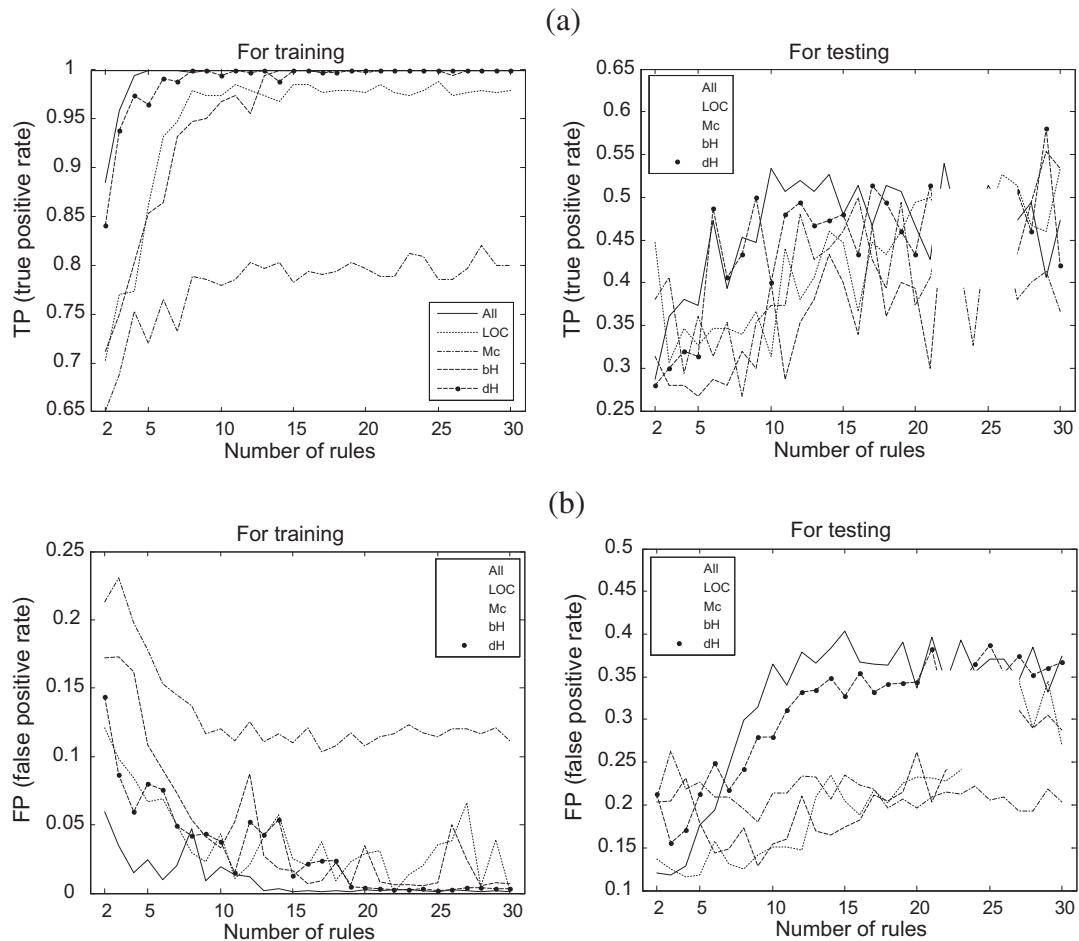 (a)
For training
TP (true positive rate)
1
0.95
0.9
0.85
0.8
0.75
0.7
0.65
2 5 10 15 20 25 30
Number of rules
All
LOC
Mc
bH
dH
For testing
TP (true positive rate)
0.65
0.6
0.55
0.5
0.45
0.4
0.35
0.3
0.25
2 5 10 15 20 25 30
Number of rules
All
LOC
Mc
bH
dH
(b)
For training
FP (false positive rate)
0.25
0.2
0.15
0.1
0.05
0
2 5 10 15 20 25 30
Number of rules
All
LOC
Mc
bH
dH
For testing
FP (false positive rate)
0.5
0.45
0.4
0.35
0.3
0.25
0.2
0.15
0.1
2 5 10 15 20 25 30
Number of rules
All
LOC
Mc
bH
dH